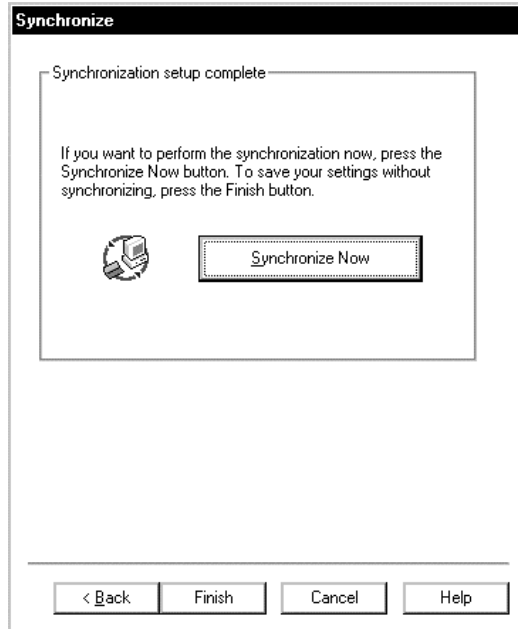 Synchronize
Synchronization setup complete
If you want to perform the synchronization now, press the
Synchronize Now button. To save your settings without
synchronizing, press the Finish button.
Synchronize Now
< Back Finish Cancel Help